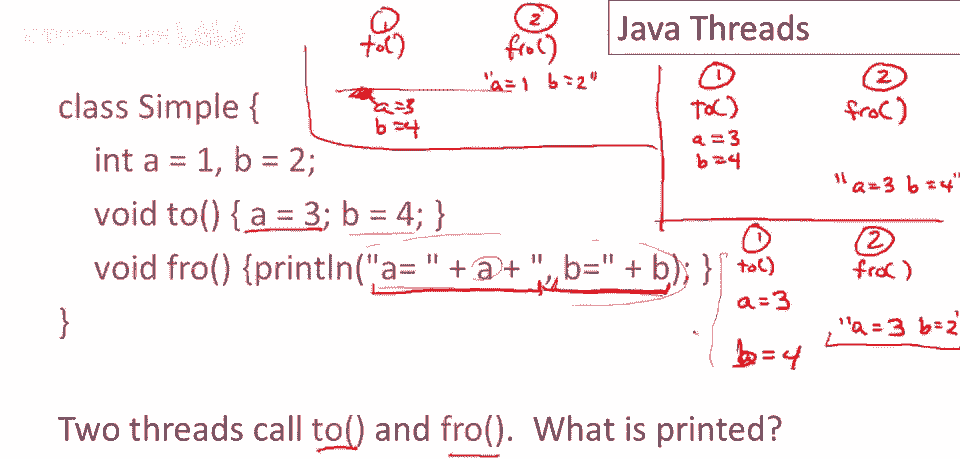 Java Threads
① ②
to() fro()
"a=1 b=2"
a=3
b=4
① ②
to() fro()
a=3
b=4
"a=3 b=4"
class Simple {
int a = 1, b = 2;
void to() { a = 3; b = 4; }
void fro() {println("a= " + a + ", b=" + b); }
}
① ②
to() fro()
a=3
"a=3 b=2"
b=4
Two threads call to() and fro(). What is printed?